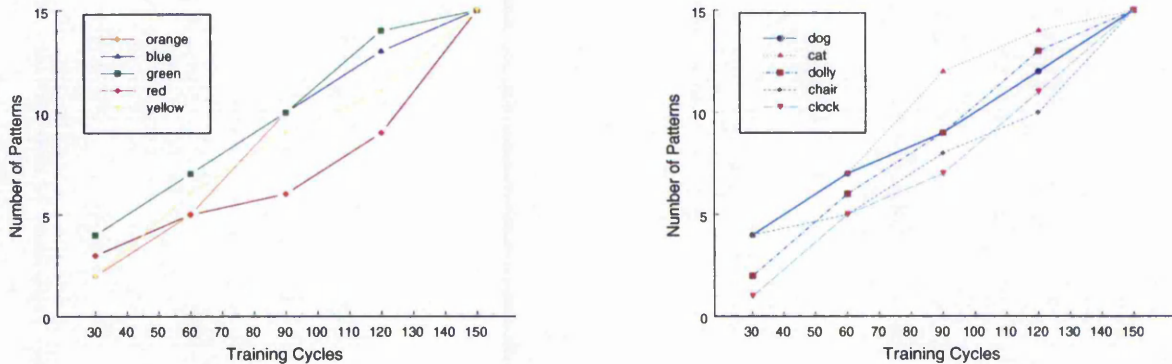 15
10
5
0
Number of Patterns
orange
blue
green
red
yellow
30 40 50 60 70 80 90 100 110 120 130 140 150
Training Cycles
15
10
5
0
Number of Patterns
dog
cat
dolly
chair
clock
30 40 50 60 70 80 90 100 110 120 130 140 150
Training Cycles